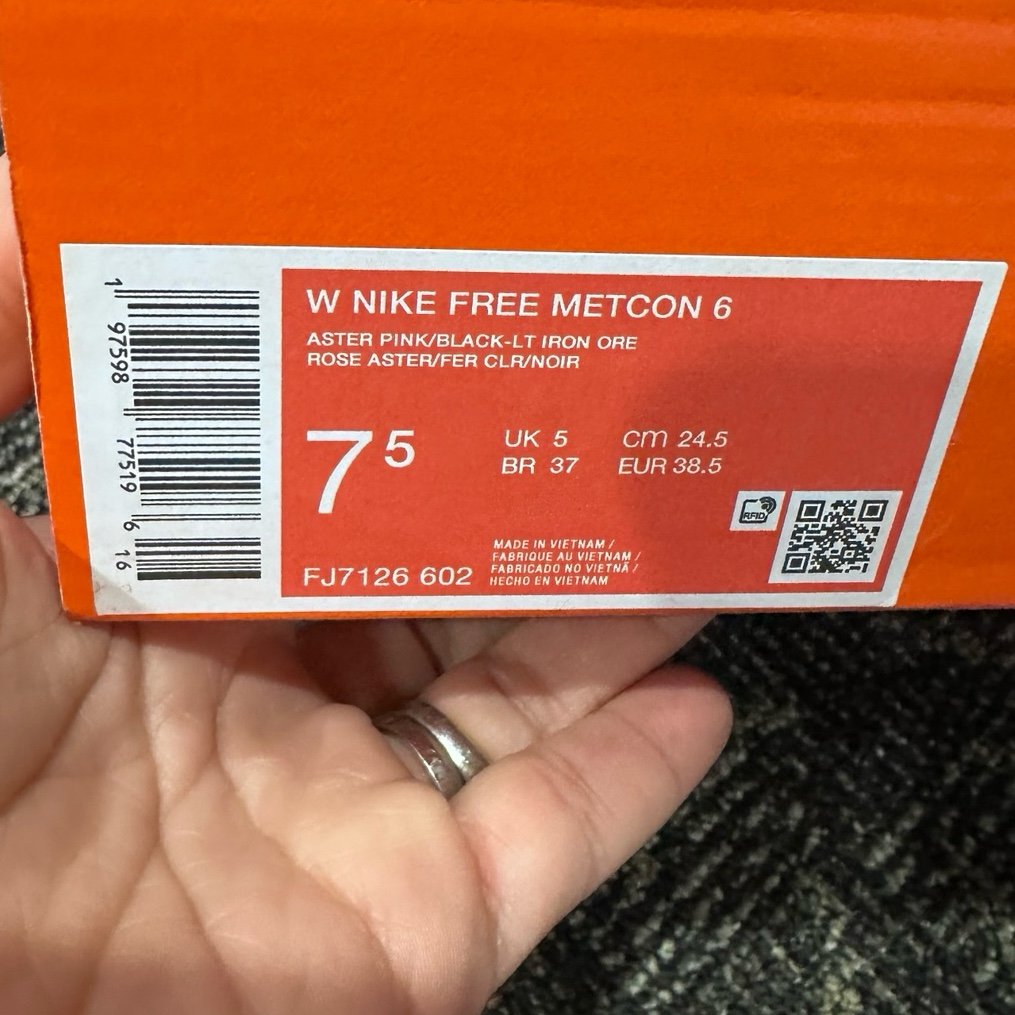 W NIKE FREE METCON 6
ASTER PINK/BLACK-LT IRON ORE
ROSE ASTER/FER CLR/NOIR
7 5
UK 5 cm 24.5
BR 37 EUR 38.5
RFID
MADE IN VIETNAM /
FABRIQUE AU VIETNAM /
FABRICADO NO VIETNÃ /
HECHO EN VIETNAM
FJ7126 602
1 97598 77519 6 16